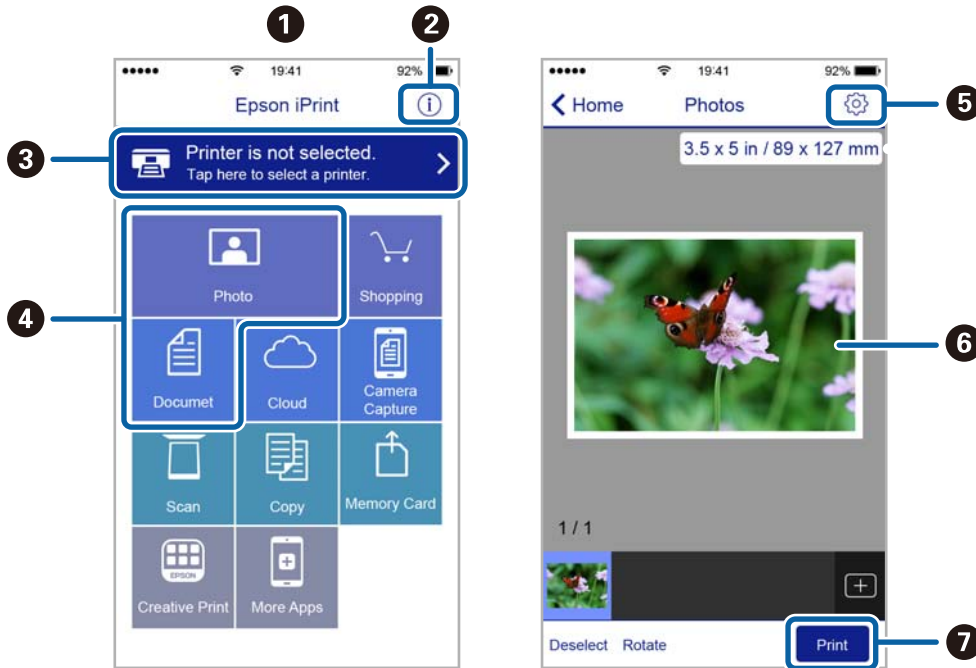 1
2
19:41
92%
Epson iPrint
3
Printer is not selected.
Tap here to select a printer.
4
Photo
Shopping
Documet
Cloud
Camera
Capture
Scan
Copy
Memory Card
EPSON
Creative Print
More Apps
19:41
92%
Home
Photos
5
3.5 x 5 in / 89 x 127 mm
6
1 / 1
Deselect
Rotate
Print
7